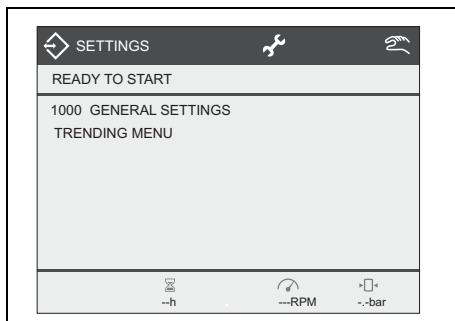 SETTINGS
READY TO START
1000 GENERAL SETTINGS
TRENDING MENU
--h ---RPM -.-bar